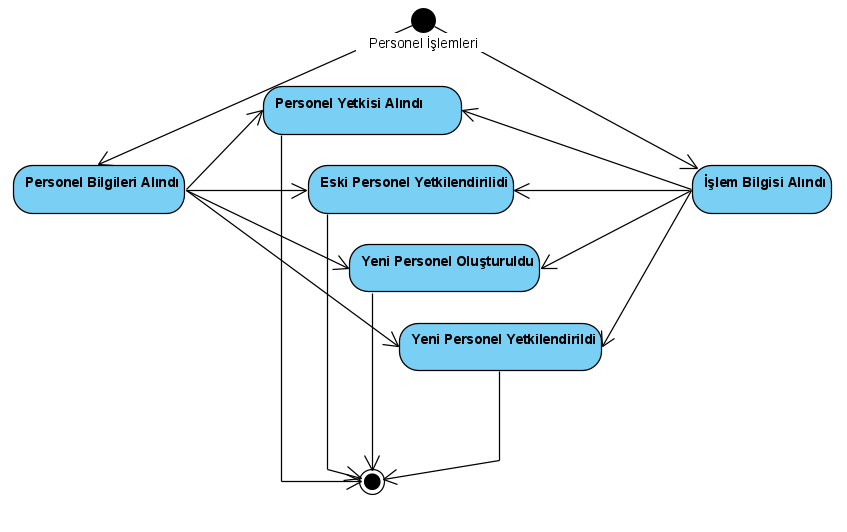 Personel İşlemleri
Personel Yetkisi Alındı
Personel Bilgileri Alındı
Eski Personel Yetkilendirilidi
İşlem Bilgisi Alındı
Yeni Personel Oluşturuldu
Yeni Personel Yetkilendirildi